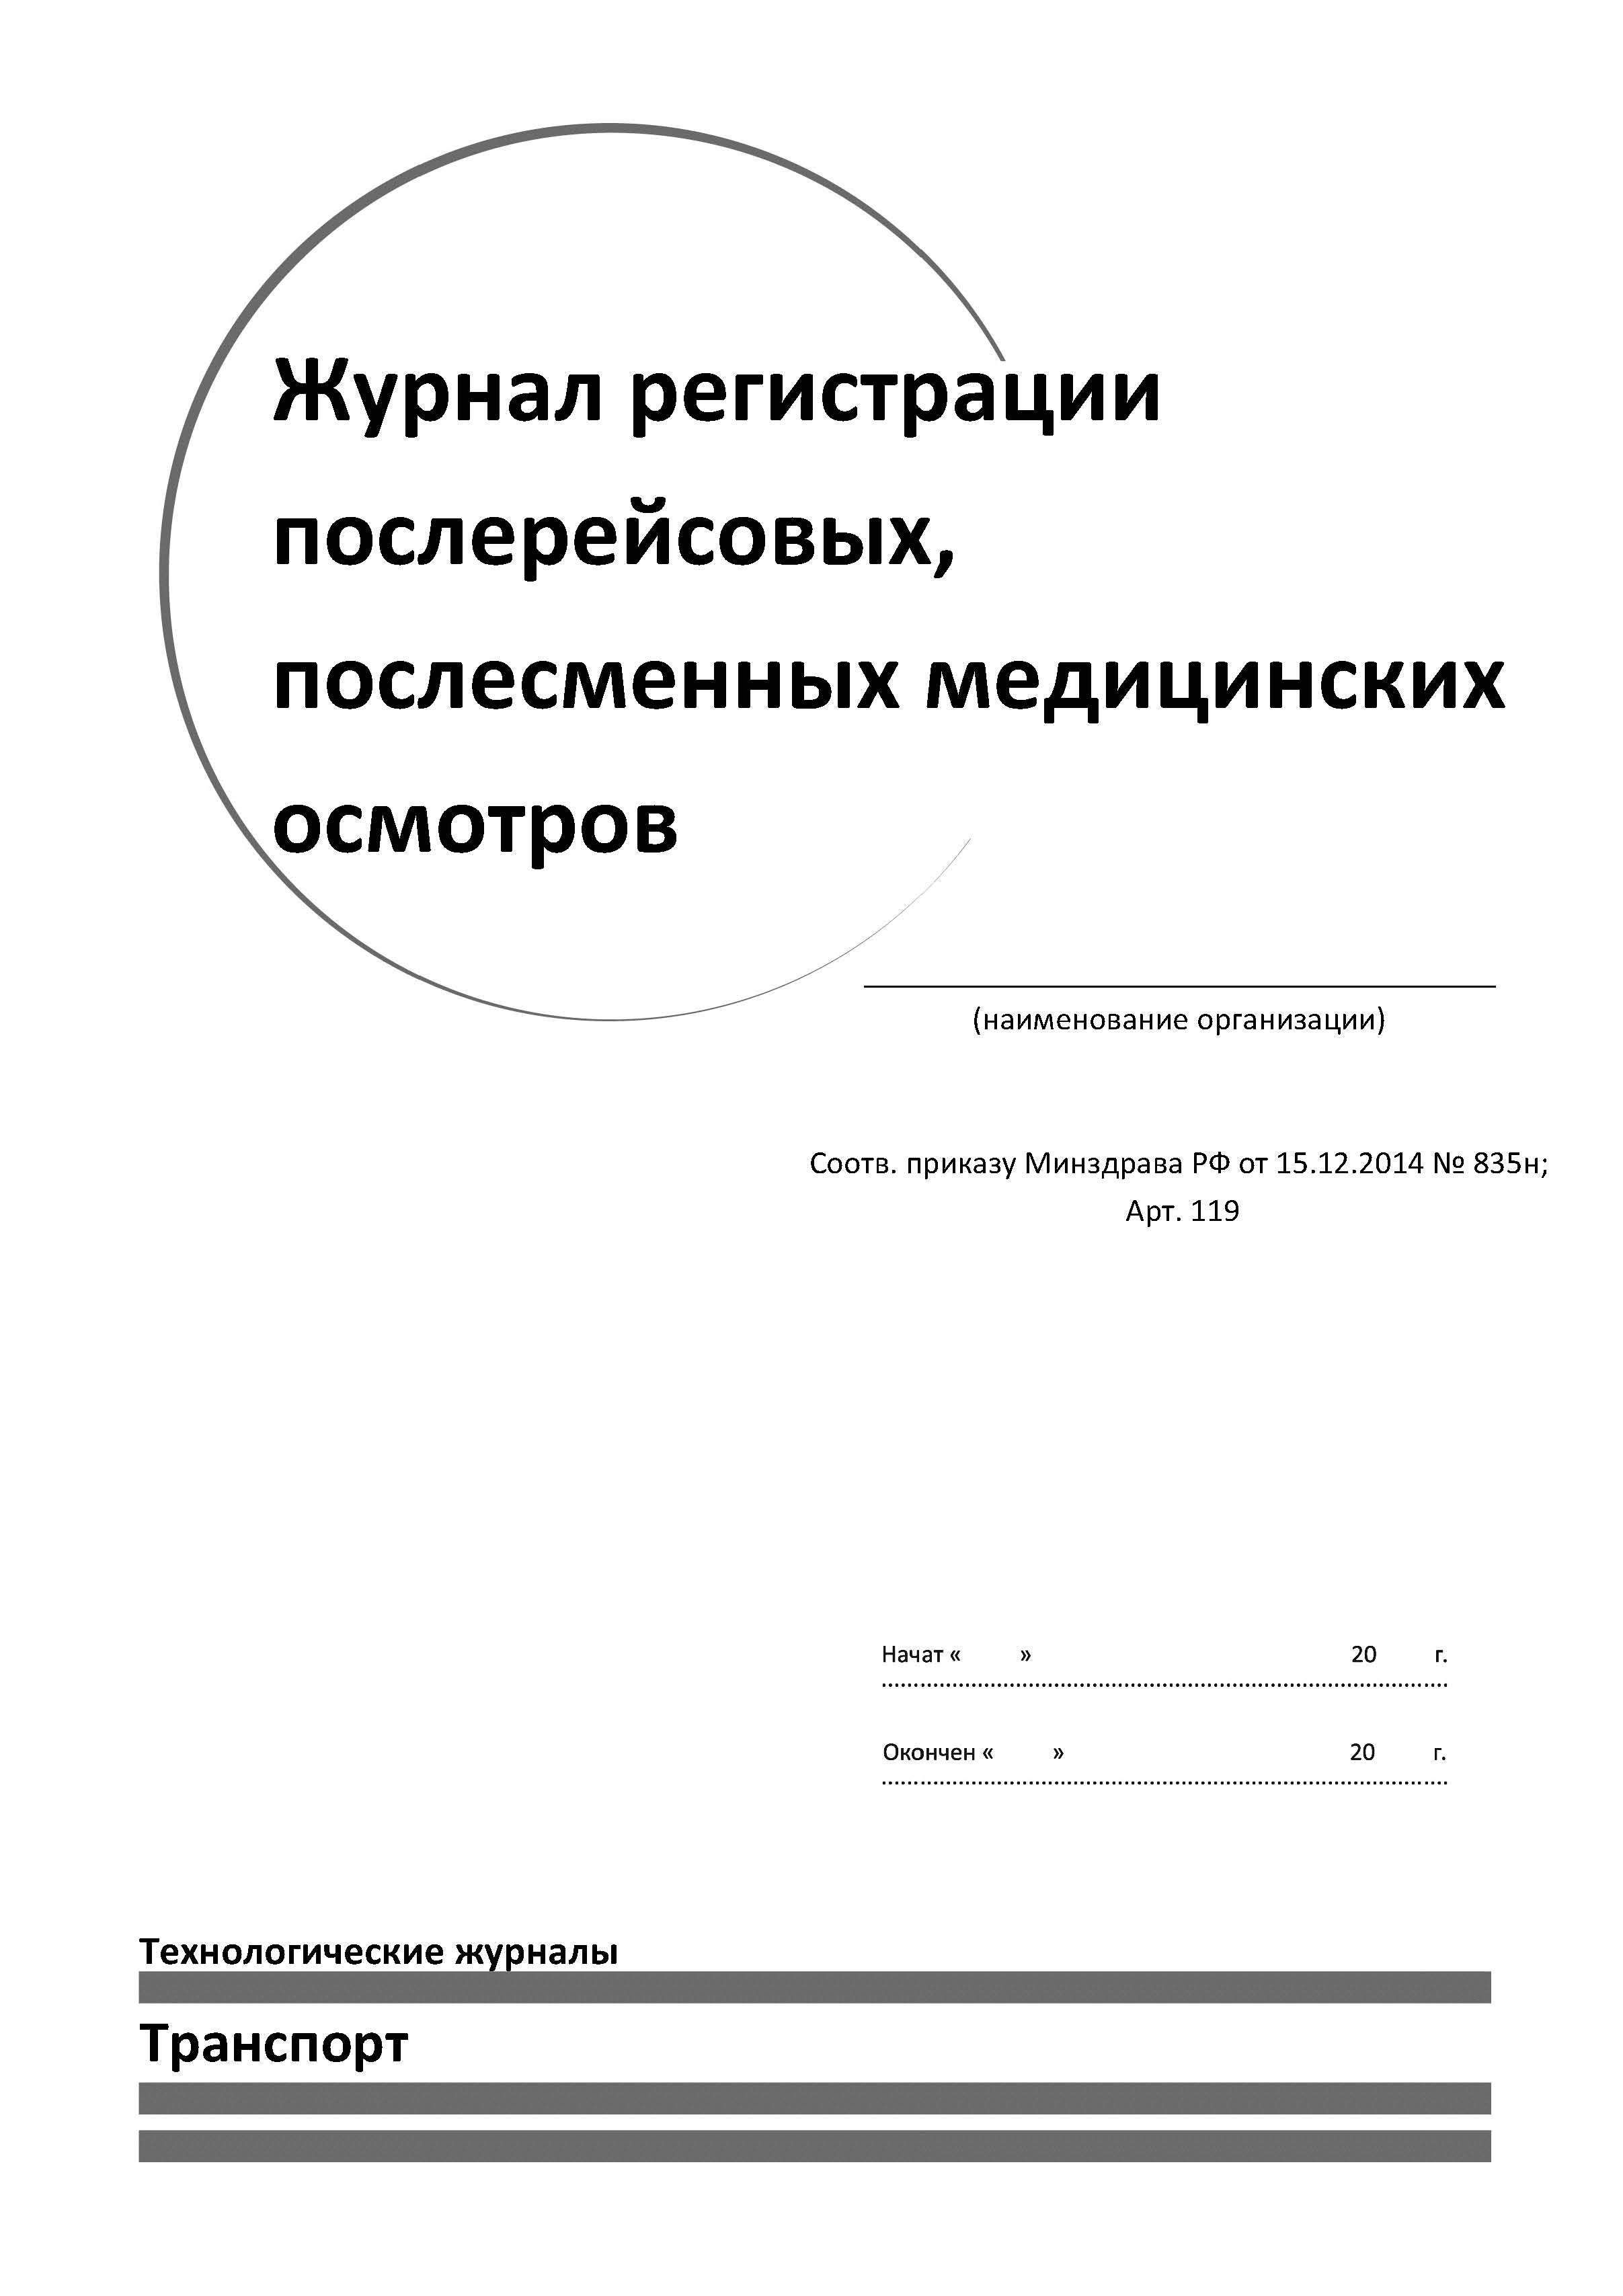 Журнал регистрации
послерейсовых,
послесменных медицинских
осмотров
(наименование организации)
Соотв. приказу Минздрава РФ от 15.12.2014 № 835н;
Арт. 119
Начат « » 20 г.
Окончен « » 20 г.
Технологические журналы
Транспорт